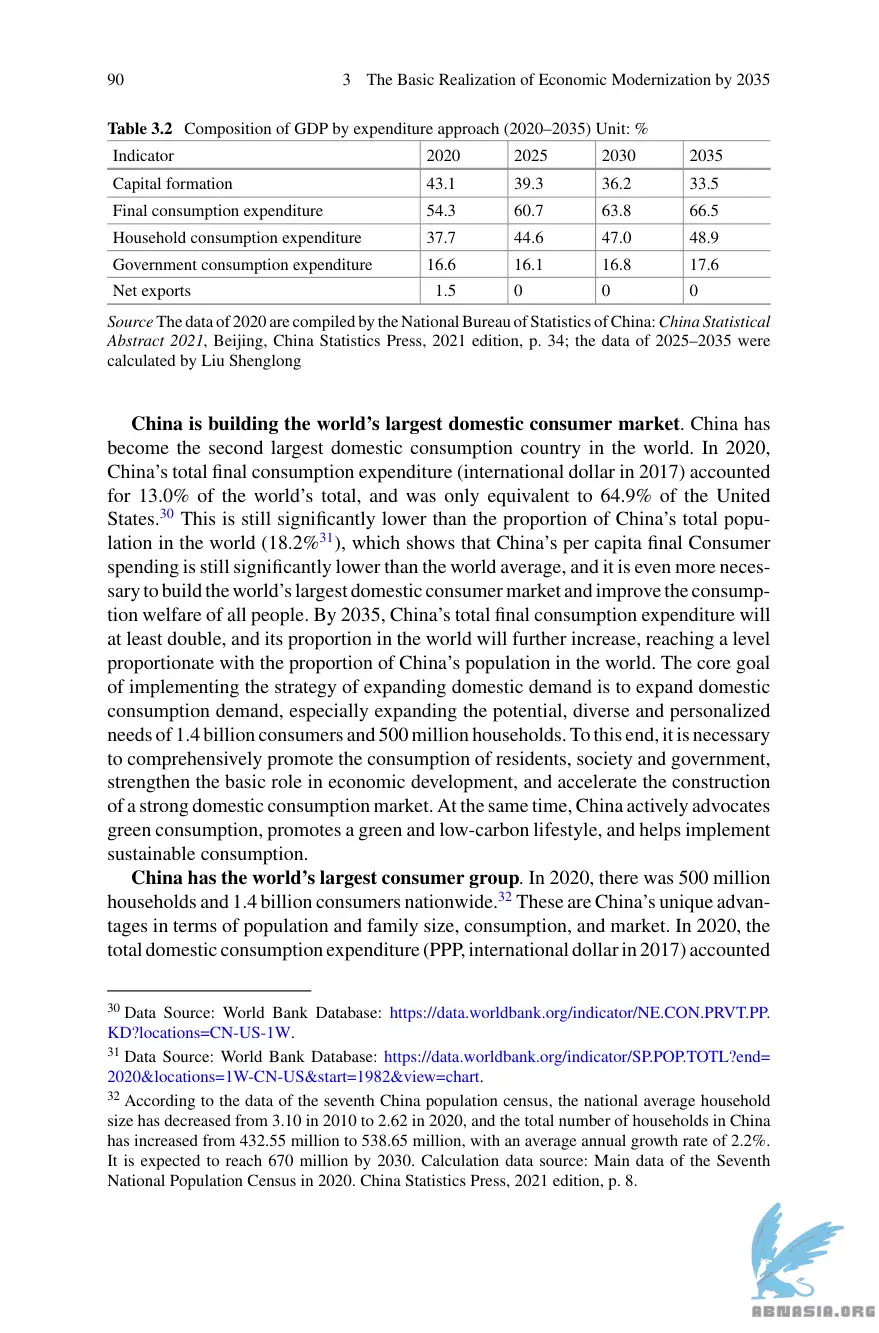 90 3 The Basic Realization of Economic Modernization by 2035
Table 3.2 Composition of GDP by expenditure approach (2020–2035) Unit: %
Indicator 2020 2025 2030 2035
Capital formation 43.1 39.3 36.2 33.5
Final consumption expenditure 54.3 60.7 63.8 66.5
Household consumption expenditure 37.7 44.6 47.0 48.9
Government consumption expenditure 16.6 16.1 16.8 17.6
Net exports 1.5 0 0 0
Source The data of 2020 are compiled by the National Bureau of Statistics of China: China Statistical
Abstract 2021, Beijing, China Statistics Press, 2021 edition, p. 34; the data of 2025–2035 were
calculated by Liu Shenglong
China is building the world's largest domestic consumer market. China has
become the second largest domestic consumption country in the world. In 2020,
China's total final consumption expenditure (international dollar in 2017) accounted
for 13.0% of the world's total, and was only equivalent to 64.9% of the United
States.30 This is still significantly lower than the proportion of China's total popu-
lation in the world (18.2%31), which shows that China's per capita final Consumer
spending is still significantly lower than the world average, and it is even more neces-
sary to build the world's largest domestic consumer market and improve the consump-
tion welfare of all people. By 2035, China's total final consumption expenditure will
at least double, and its proportion in the world will further increase, reaching a level
proportionate with the proportion of China's population in the world. The core goal
of implementing the strategy of expanding domestic demand is to expand domestic
consumption demand, especially expanding the potential, diverse and personalized
needs of 1.4 billion consumers and 500 million households. To this end, it is necessary
to comprehensively promote the consumption of residents, society and government,
strengthen the basic role in economic development, and accelerate the construction
of a strong domestic consumption market. At the same time, China actively advocates
green consumption, promotes a green and low-carbon lifestyle, and helps implement
sustainable consumption.
China has the world's largest consumer group. In 2020, there was 500 million
households and 1.4 billion consumers nationwide.32 These are China's unique advan-
tages in terms of population and family size, consumption, and market. In 2020, the
total domestic consumption expenditure (PPP, international dollar in 2017) accounted
30 Data Source: World Bank Database: https://data.worldbank.org/indicator/NE.CON.PRVT.PP.
KD?locations=CN-US-1W.
31 Data Source: World Bank Database: https://data.worldbank.org/indicator/SP.POP.TOTL?end=
2020&locations=1W-CN-US&start=1982&view=chart.
32 According to the data of the seventh China population census, the national average household
size has decreased from 3.10 in 2010 to 2.62 in 2020, and the total number of households in China
has increased from 432.55 million to 538.65 million, with an average annual growth rate of 2.2%.
It is expected to reach 670 million by 2030. Calculation data source: Main data of the Seventh
National Population Census in 2020. China Statistics Press, 2021 edition, p. 8.
ABNASIA.ORG